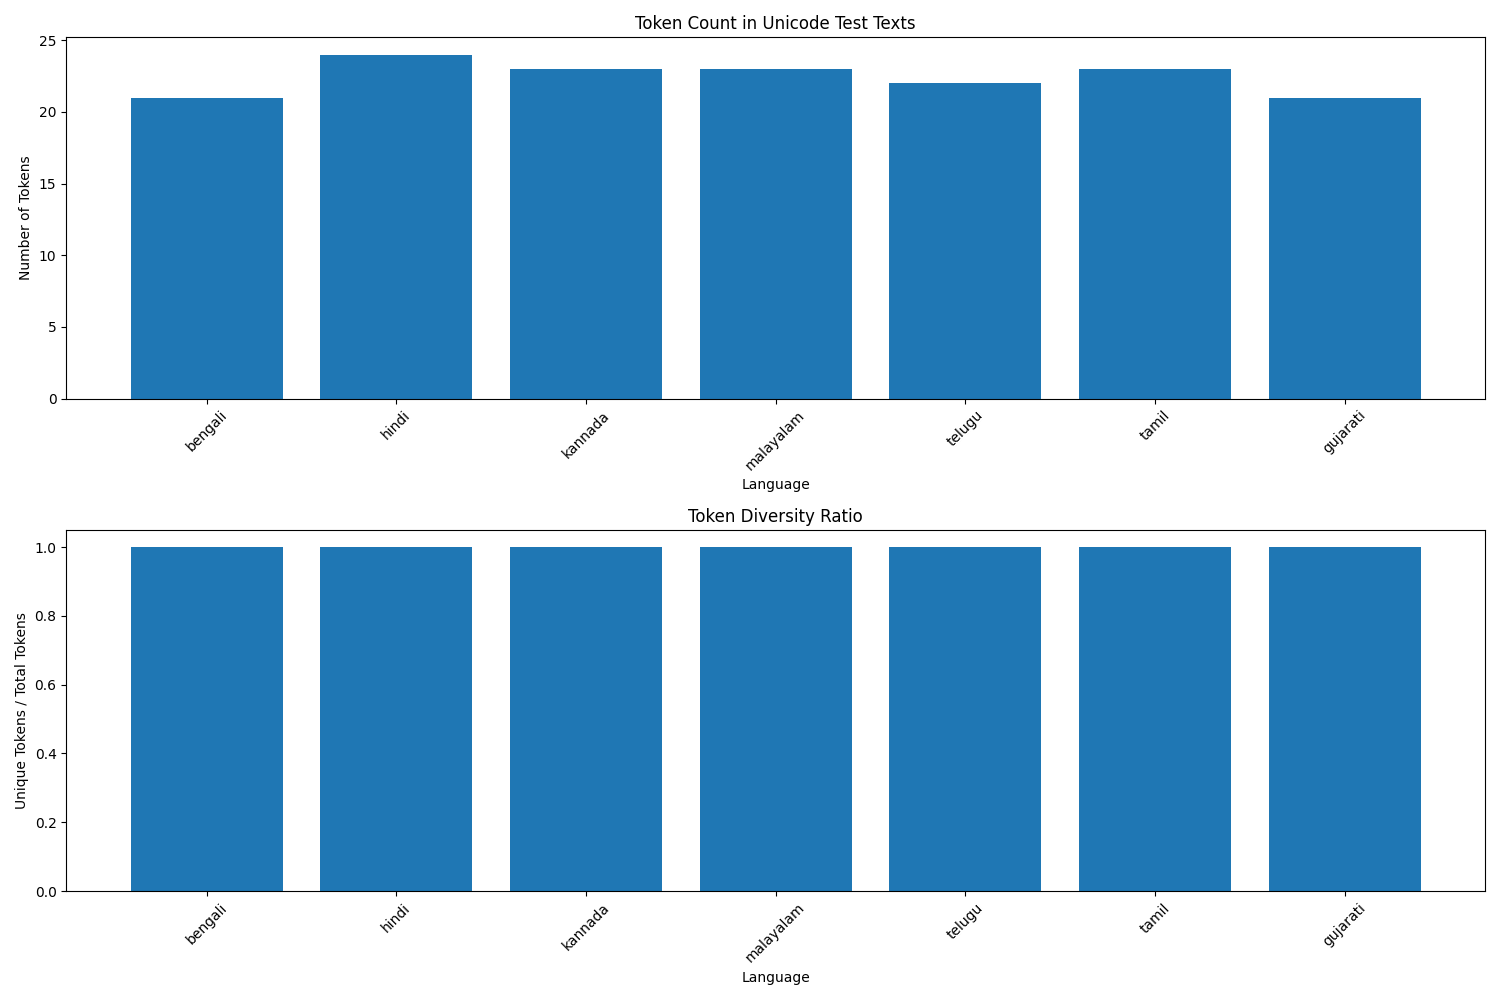 Token Count in Unicode Test Texts
Number of Tokens
25
20
15
10
5
0
bengali
hindi
kannada
malayalam
telugu
tamil
gujarati
Language
Token Diversity Ratio
Unique Tokens / Total Tokens
1.0
0.8
0.6
0.4
0.2
0.0
bengali
hindi
kannada
malayalam
telugu
tamil
gujarati
Language